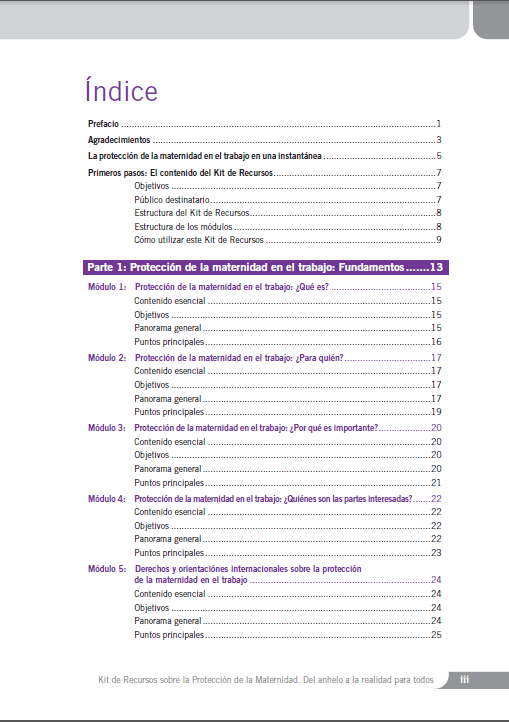 Índice
Prefacio ........ 1
Agradecimientos ........ 3
La protección de la maternidad en el trabajo en una instantánea ........ 5
Primeros pasos: El contenido del Kit de Recursos ........ 7
Objetivos ........ 7
Público destinatario ........ 7
Estructura del Kit de Recursos ........ 8
Estructura de los módulos ........ 8
Cómo utilizar este Kit de Recursos ........ 9
Parte 1: Protección de la maternidad en el trabajo: Fundamentos ....... 13
Módulo 1: Protección de la maternidad en el trabajo: ¿Qué es? ........ 15
Contenido esencial ........ 15
Objetivos ........ 15
Panorama general ........ 15
Puntos principales ........ 16
Módulo 2: Protección de la maternidad en el trabajo: ¿Para quién? ........ 17
Contenido esencial ........ 17
Objetivos ........ 17
Panorama general ........ 17
Puntos principales ........ 19
Módulo 3: Protección de la maternidad en el trabajo: ¿Por qué es importante? ........ 20
Contenido esencial ........ 20
Objetivos ........ 20
Panorama general ........ 20
Puntos principales ........ 21
Módulo 4: Protección de la maternidad en el trabajo: ¿Quiénes son las partes interesadas? ....... 22
Contenido esencial ........ 22
Objetivos ........ 22
Panorama general ........ 22
Puntos principales ........ 23
Módulo 5: Derechos y orientaciónes internacionales sobre la protección
de la maternidad en el trabajo ........ 24
Contenido esencial ........ 24
Objetivos ........ 24
Panorama general ........ 24
Puntos principales ........ 25
Kit de Recursos sobre la Protección de la Maternidad. Del anhelo a la realidad para todos iii